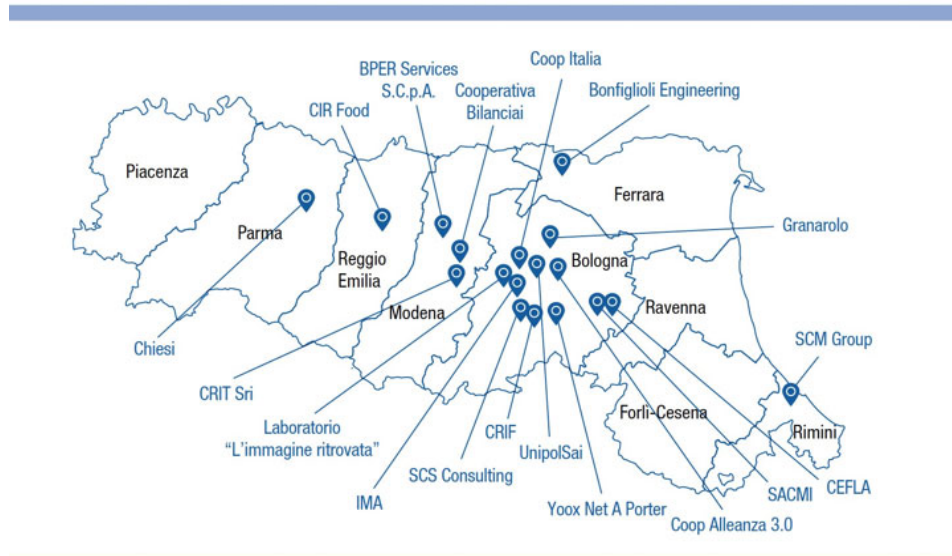 Coop Italia
BPER Services
S.C.p.A.
Cooperativa
Bilanciai
Bonfiglioli Engineering
CIR Food
Piacenza
Ferrara
Parma
Granarolo
Reggio
Emilia
Bologna
Modena
Ravenna
Chiesi
SCM Group
CRIT Sri
Forlì-Cesena
Rimini
Laboratorio
“L’immagine ritrovata”
CRIF
UnipolSai
SCS Consulting
IMA
Yoox Net A Porter
SACMI
CEFLA
Coop Alleanza 3.0